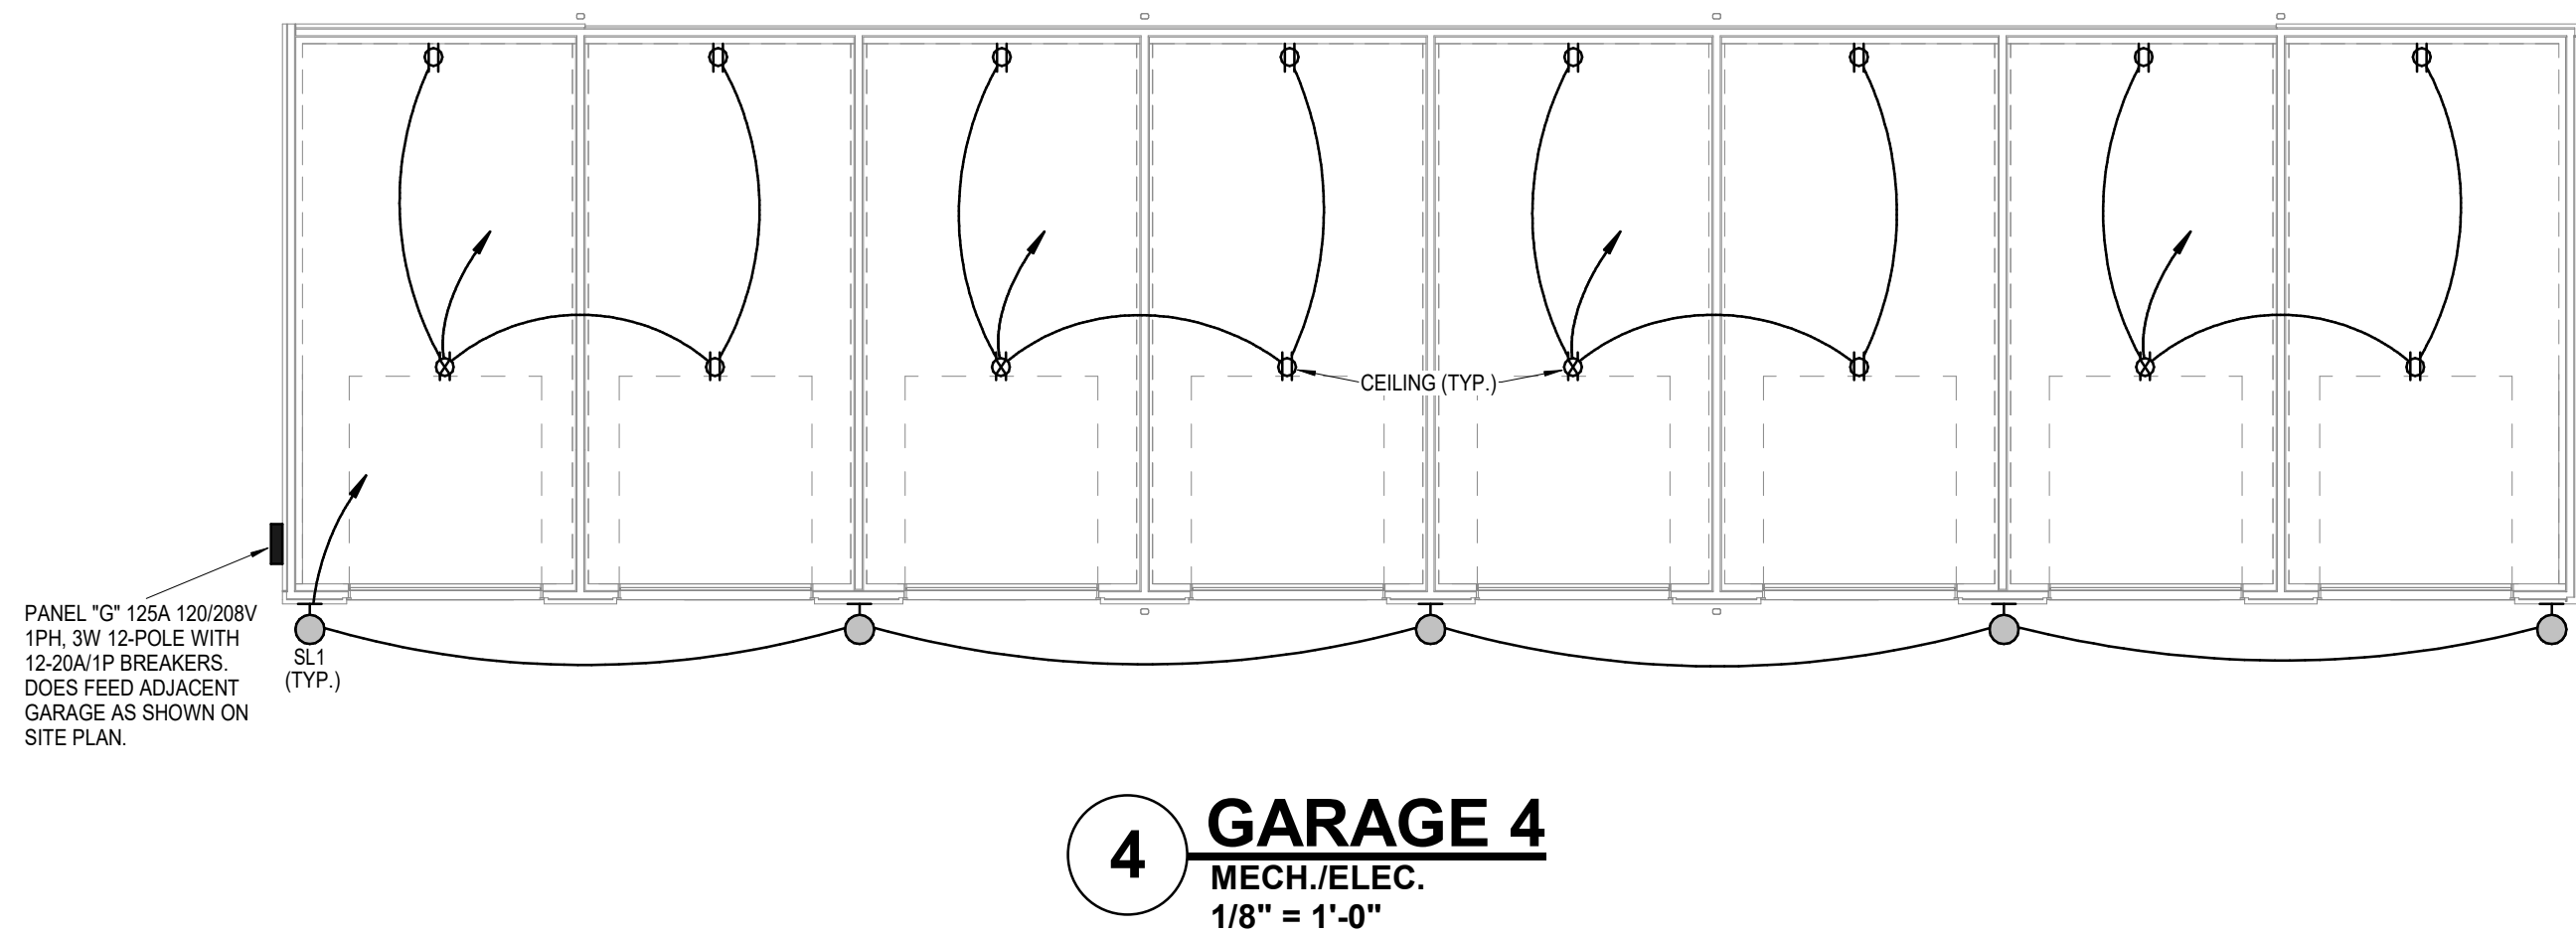 CEILING (TYP.)
PANEL "G" 125A 120/208V
1PH, 3W 12-POLE WITH
12-20A/1P BREAKERS.
DOES FEED ADJACENT
GARAGE AS SHOWN ON
SITE PLAN.
SL1
(TYP.)
4
GARAGE 4
MECH./ELEC.
1/8" = 1'-0"